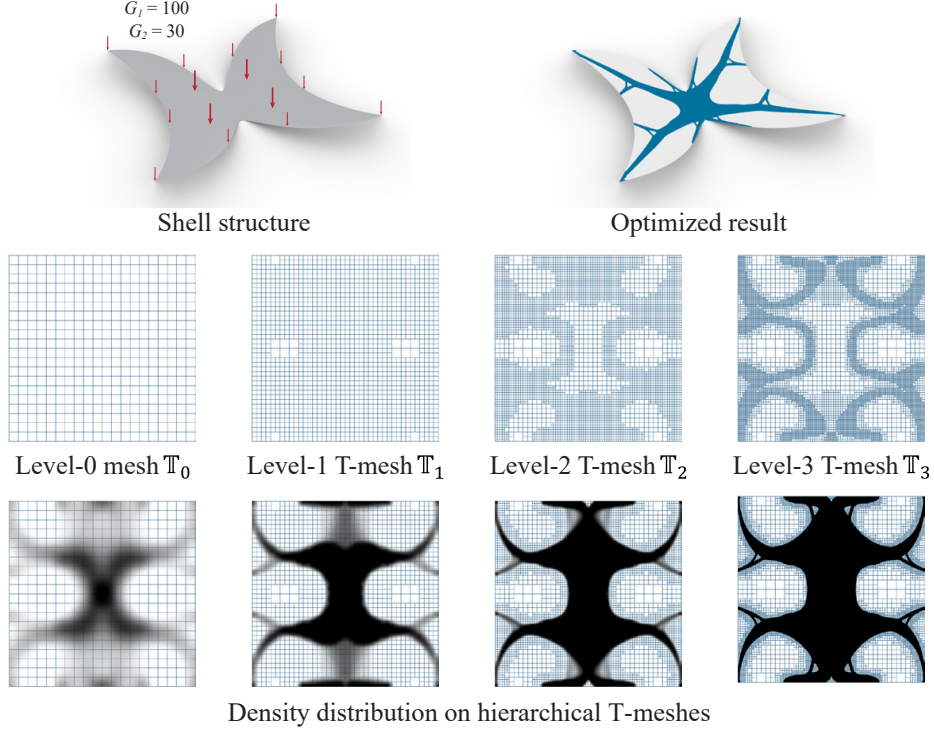 G₁ = 100
G₂ = 30
Shell structure
Optimized result
Level-0 mesh 𝕋₀
Level-1 T-mesh 𝕋₁
Level-2 T-mesh 𝕋₂
Level-3 T-mesh 𝕋₃
Density distribution on hierarchical T-meshes